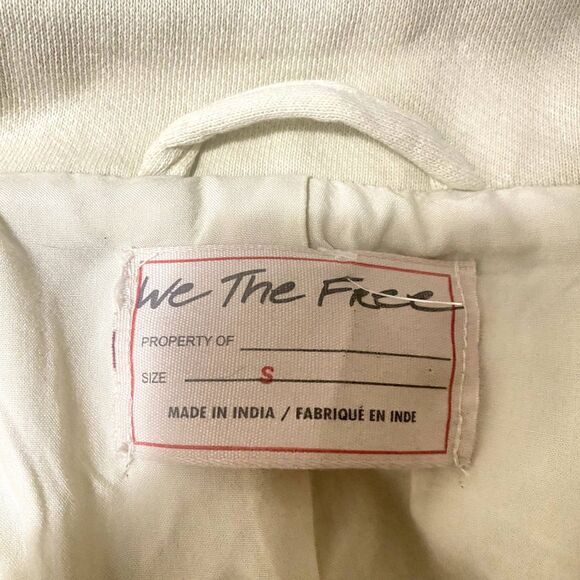 We The Free
PROPERTY OF
SIZE S
MADE IN INDIA / FABRIQUÉ EN INDE